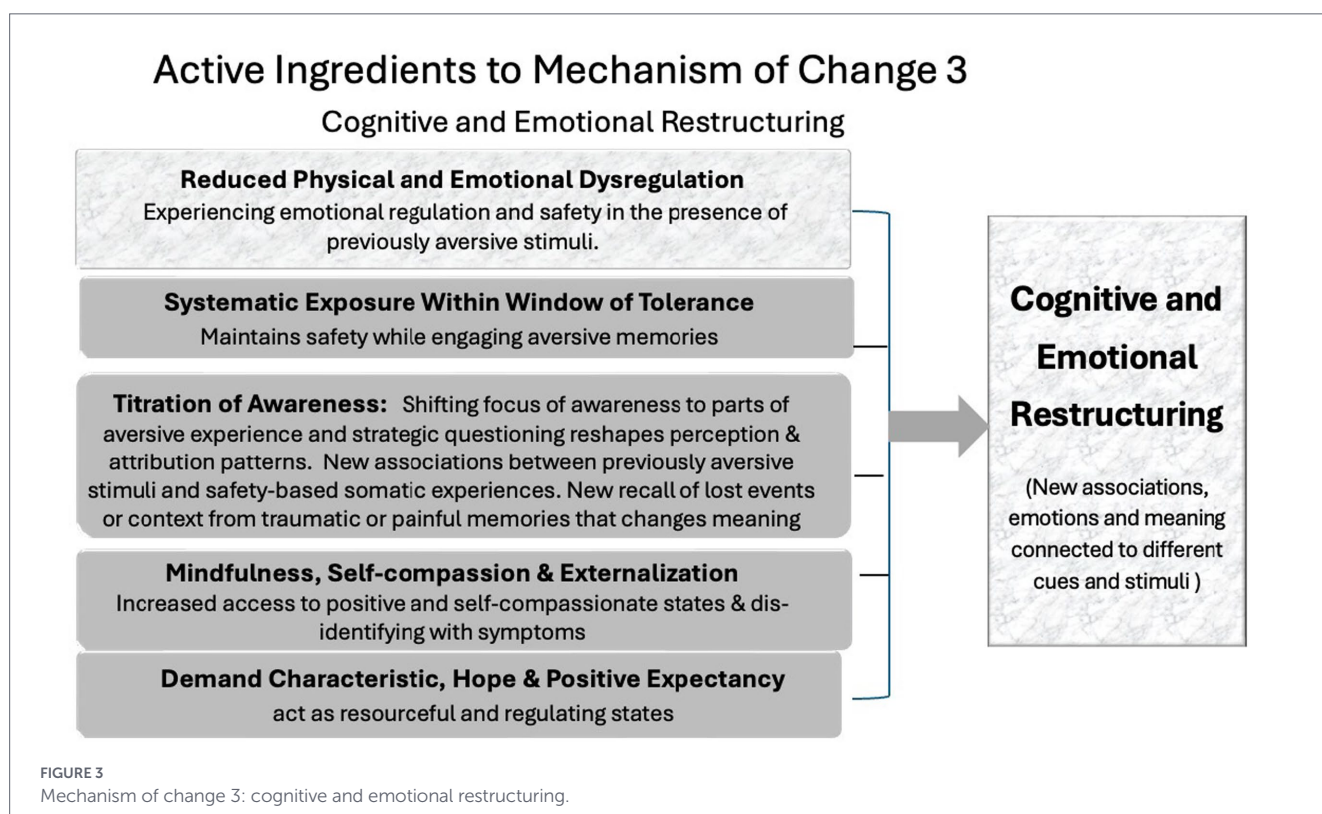 Active Ingredients to Mechanism of Change 3
Cognitive and Emotional Restructuring
Reduced Physical and Emotional Dysregulation
Experiencing emotional regulation and safety in the presence of
previously aversive stimuli.
Systematic Exposure Within Window of Tolerance
Maintains safety while engaging aversive memories
Titration of Awareness: Shifting focus of awareness to parts of
aversive experience and strategic questioning reshapes perception &
attribution patterns. New associations between previously aversive
stimuli and safety-based somatic experiences. New recall of lost events
or context from traumatic or painful memories that changes meaning
Mindfulness, Self-compassion & Externalization
Increased access to positive and self-compassionate states & dis-
identifying with symptoms
Demand Characteristic, Hope & Positive Expectancy
act as resourceful and regulating states
Cognitive and
Emotional
Restructuring
(New associations,
emotions and meaning
connected to different
cues and stimuli )
FIGURE 3
Mechanism of change 3: cognitive and emotional restructuring.